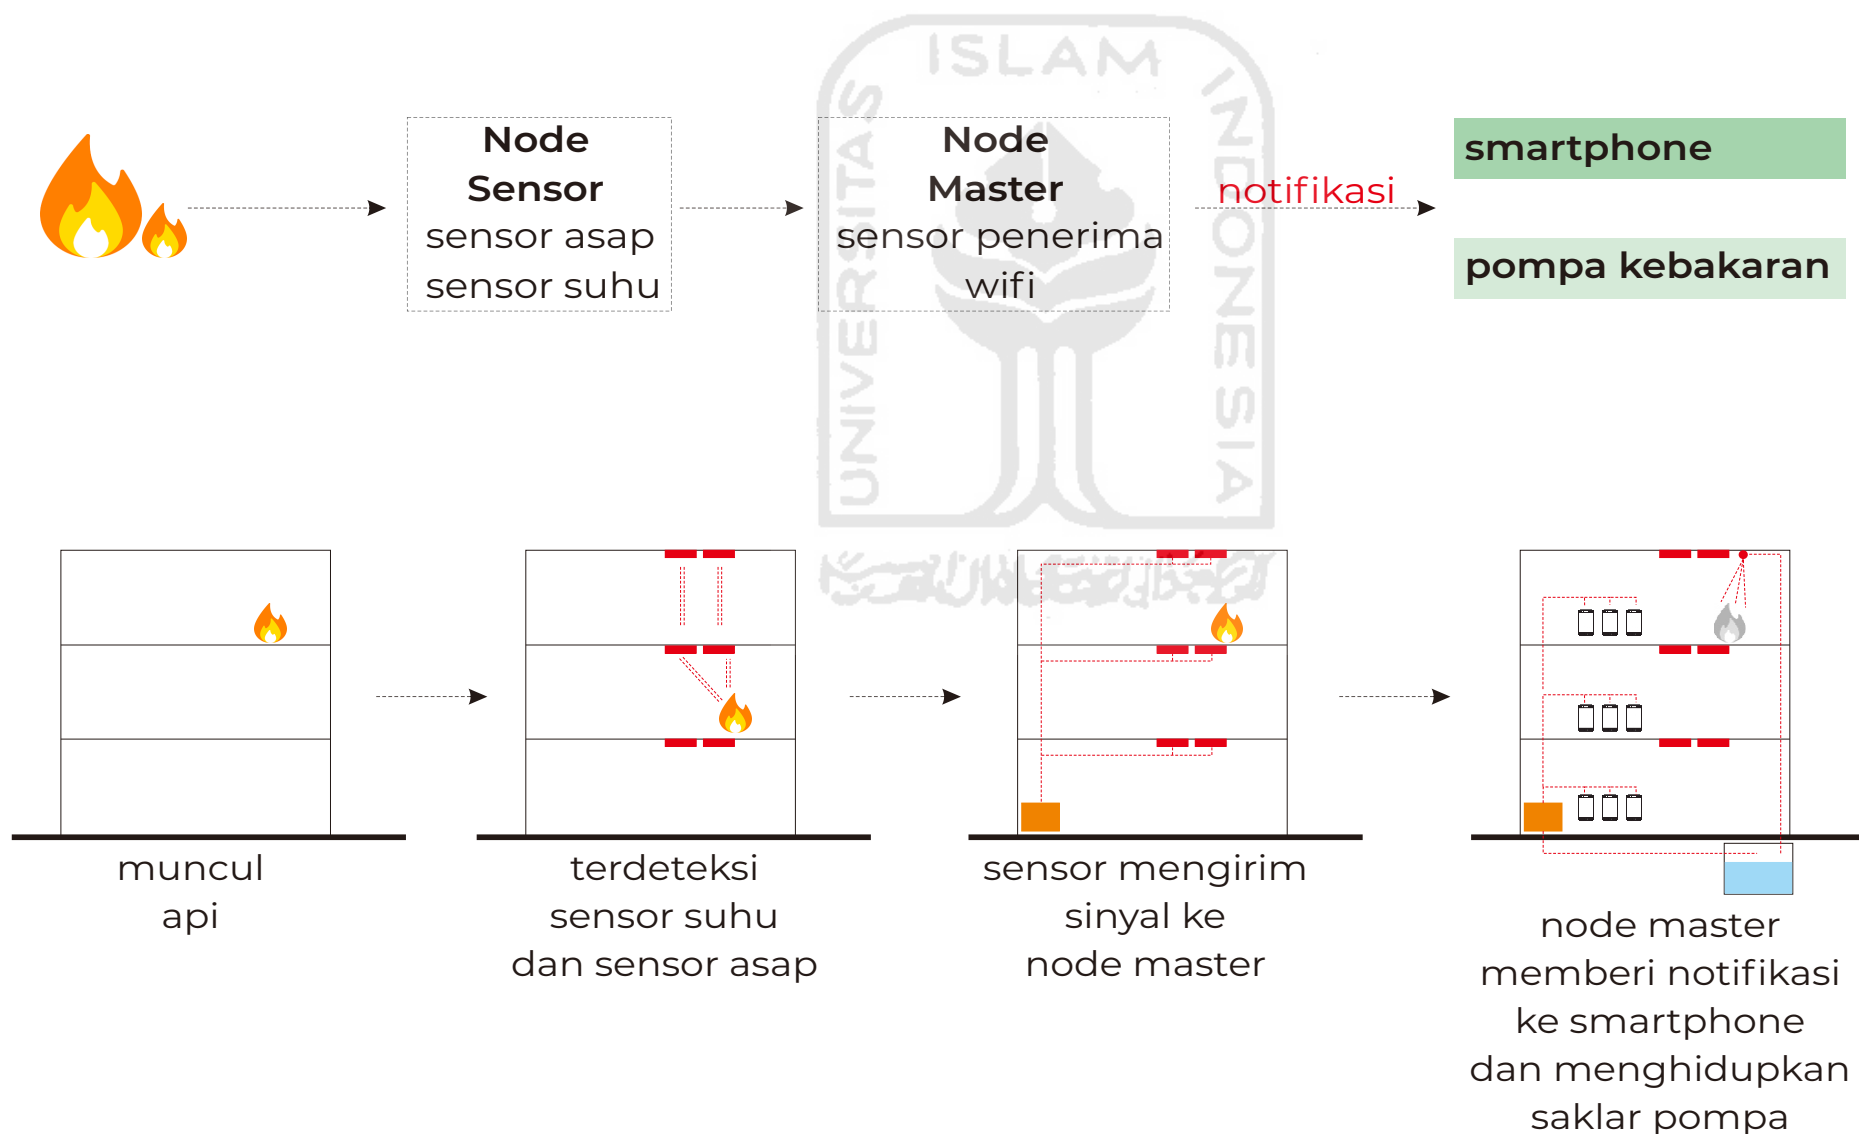 UNIVERSITAS ISLAM INDONESIA
Node
Sensor
sensor asap
sensor suhu
Node
Master
sensor penerima
wifi
notifikasi
smartphone
pompa kebakaran
muncul
api
terdeteksi
sensor suhu
dan sensor asap
sensor mengirim
sinyal ke
node master
node master
memberi notifikasi
ke smartphone
dan menghidupkan
saklar pompa